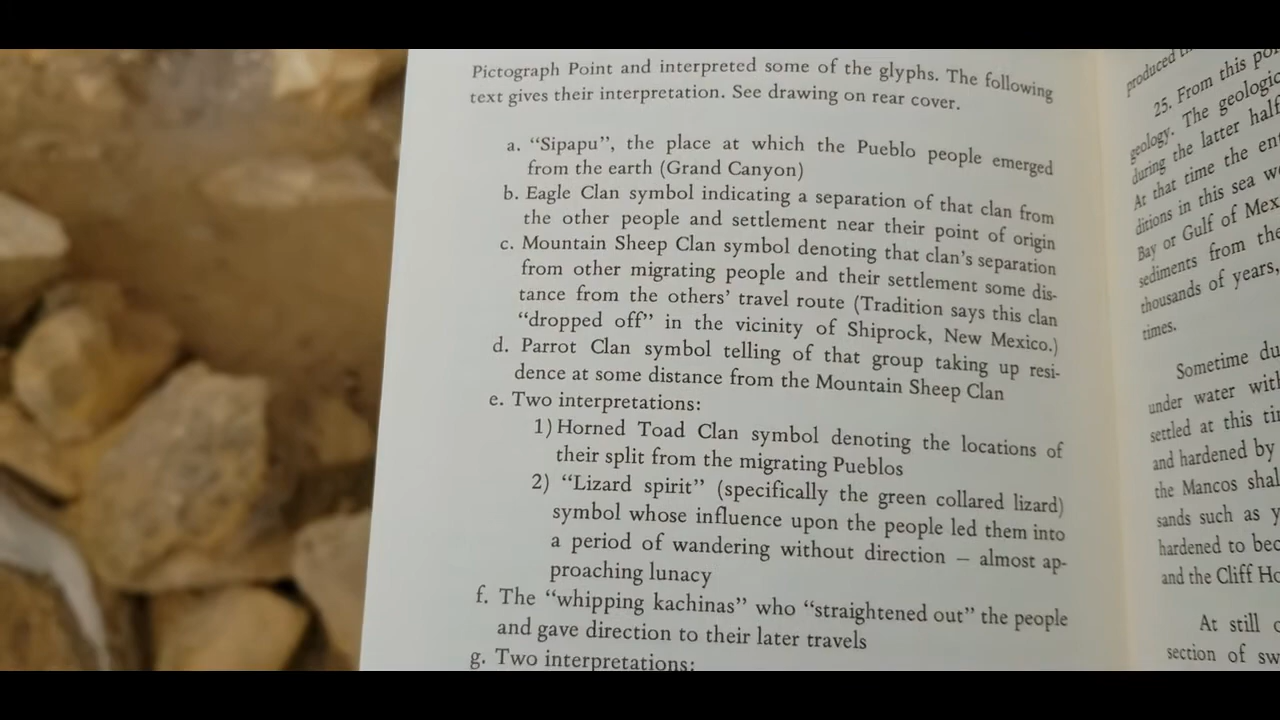 Pictograph Point and interpreted some of the glyphs. The following
text gives their interpretation. See drawing on rear cover.
a. “Sipapu”, the place at which the Pueblo people emerged
from the earth (Grand Canyon)
b. Eagle Clan symbol indicating a separation of that clan from
the other people and settlement near their point of origin
c. Mountain Sheep Clan symbol denoting that clan’s separation
from other migrating people and their settlement some dis-
tance from the others’ travel route (Tradition says this clan
“dropped off” in the vicinity of Shiprock, New Mexico.)
d. Parrot Clan symbol telling of that group taking up resi-
dence at some distance from the Mountain Sheep Clan
e. Two interpretations:
1) Horned Toad Clan symbol denoting the locations of
their split from the migrating Pueblos
2) “Lizard spirit” (specifically the green collared lizard)
symbol whose influence upon the people led them into
a period of wandering without direction — almost ap-
proaching lunacy
f. The “whipping kachinas” who “straightened out” the people
and gave direction to their later travels
g. Two interpretations:
produced
25. From this
geology. The geologic
during the latter half
At that time the
ditions in this sea
Bay or Gulf of Mex
sediments from the
thousands of years,
times.
Sometime du
under water with
settled at this
and hardened by
the Mancos shal
sands such as
hardened to bec
and the Cliff Ho
At still
section of sw